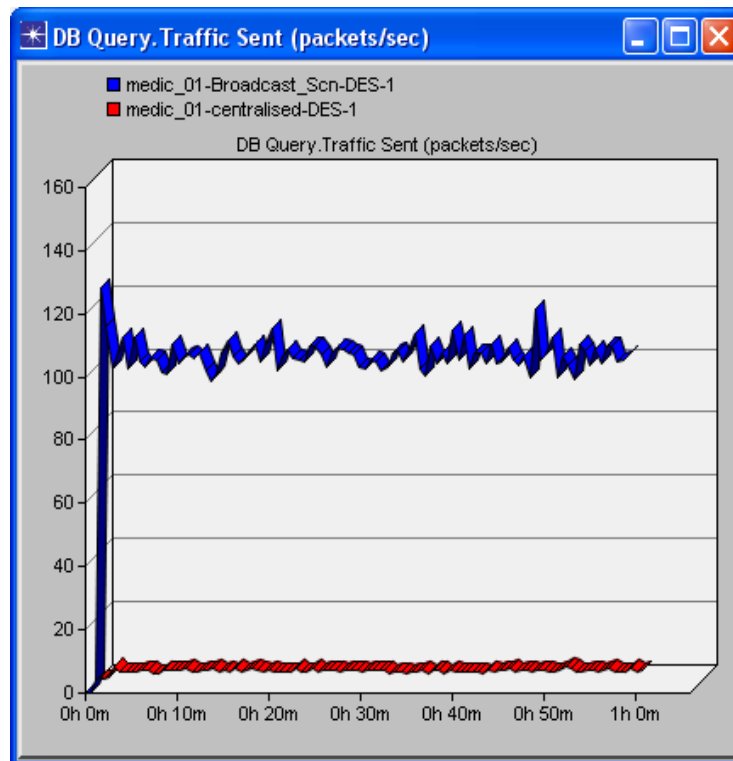 DB Query.Traffic Sent (packets/sec)
medic_01-Broadcast_Scn-DES-1
medic_01-centralised-DES-1
DB Query.Traffic Sent (packets/sec)
160
140
120
100
80
60
40
20
0
0h 0m 0h 10m 0h 20m 0h 30m 0h 40m 0h 50m 1h 0m